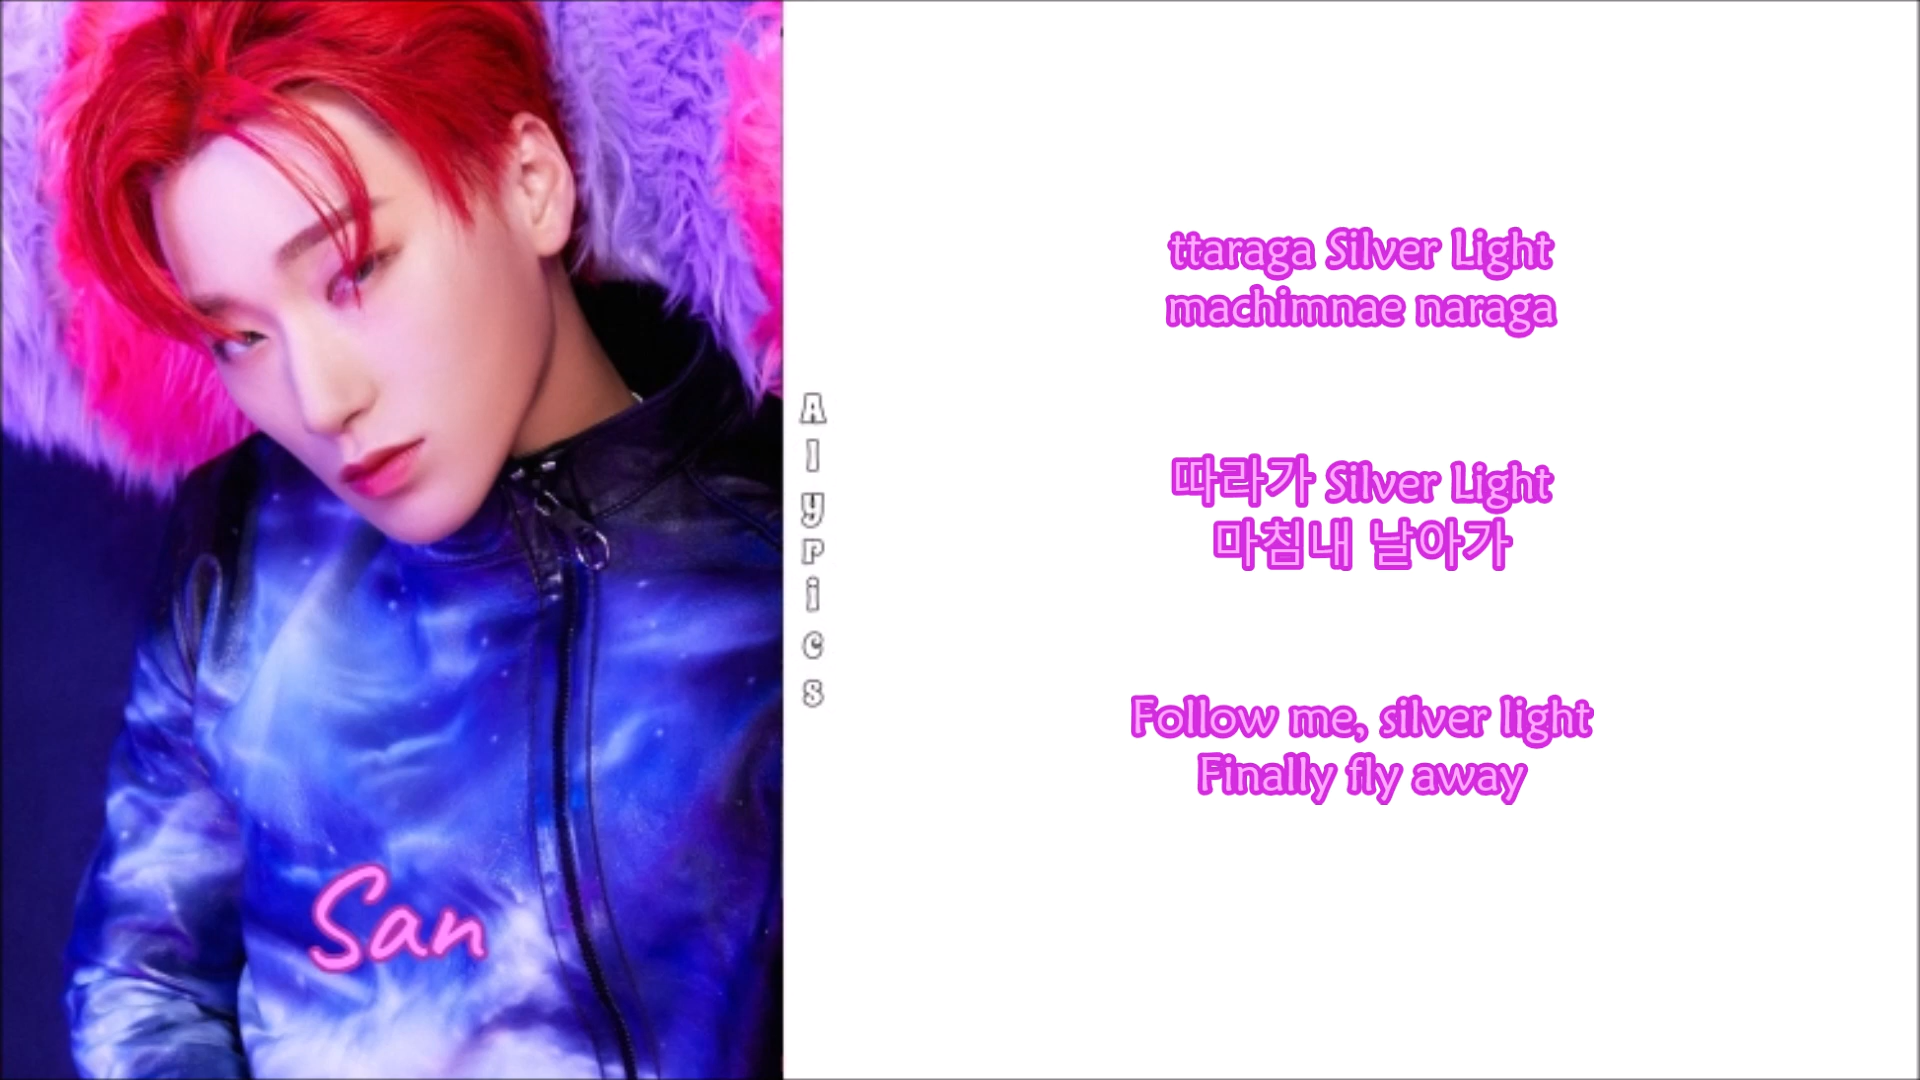 ttaraga Silver Light
machimnae naraga
따라가 Silver Light
마침내 날아가
Follow me, silver light
Finally fly away
Alyrics
San